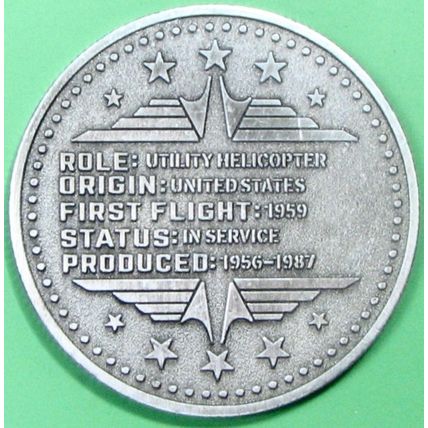 ROLE: UTILITY HELICOPTER
ORIGIN: UNITED STATES
FIRST FLIGHT: 1959
STATUS: IN SERVICE
PRODUCED: 1956-1987